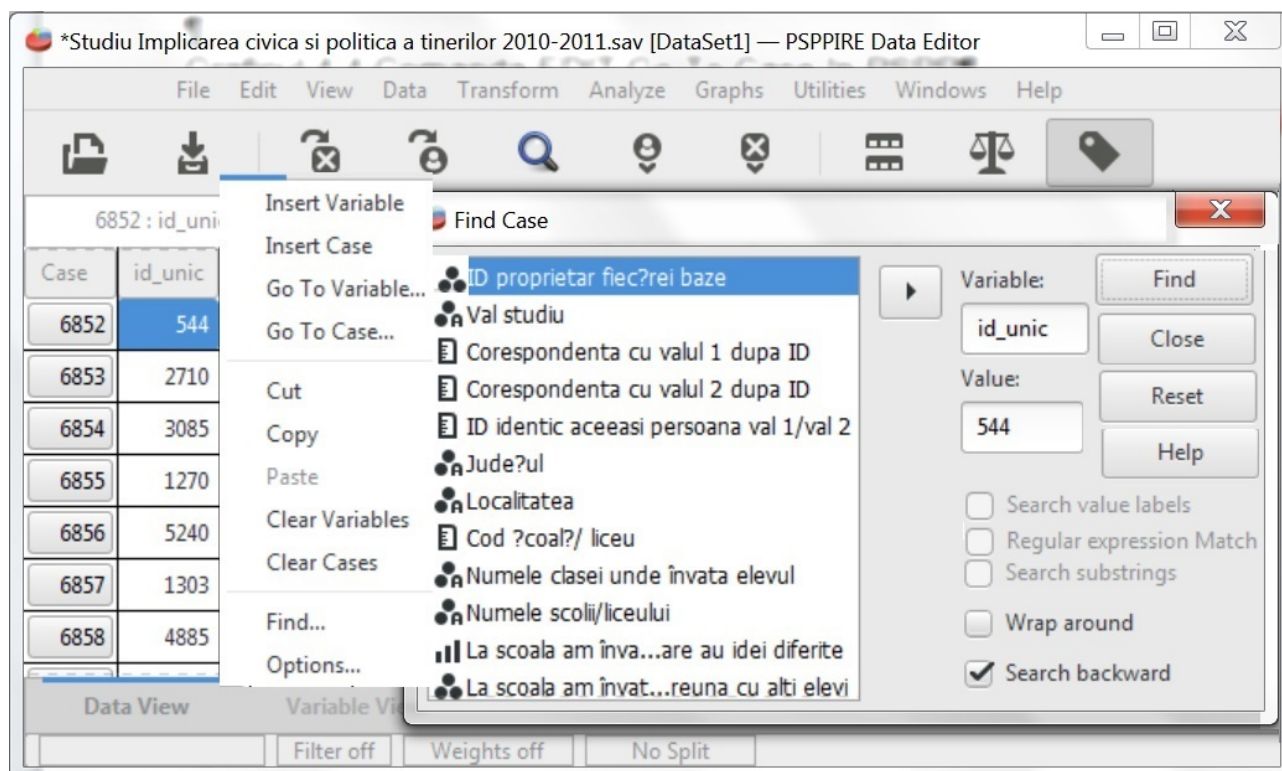 *Studiu Implicarea civica si politica a tinerilor 2010-2011.sav [DataSet1] — PSPPIRE Data Editor
File Edit View Data Transform Analyze Graphs Utilities Windows Help
6852 : id_uni
Case id_unic
6852 544
6853 2710
6854 3085
6855 1270
6856 5240
6857 1303
6858 4885
Insert Variable
Insert Case
Go To Variable...
Go To Case...
Cut
Copy
Paste
Clear Variables
Clear Cases
Find...
Options...
Find Case
ID proprietar fiec?rei baze
Val studiu
Corespondenta cu valul 1 dupa ID
Corespondenta cu valul 2 dupa ID
ID identic aceeasi persoana val 1/val 2
Jude?ul
Localitatea
Cod ?coal?/ liceu
Numele clasei unde învata elevul
Numele scolii/liceului
La scoala am înva...are au idei diferite
La scoala am învat...reuna cu alti elevi
Variable:
id_unic
Value:
544
Find
Close
Reset
Help
Search value labels
Regular expression Match
Search substrings
Wrap around
Search backward
Data View Variable Vie
Filter off Weights off No Split